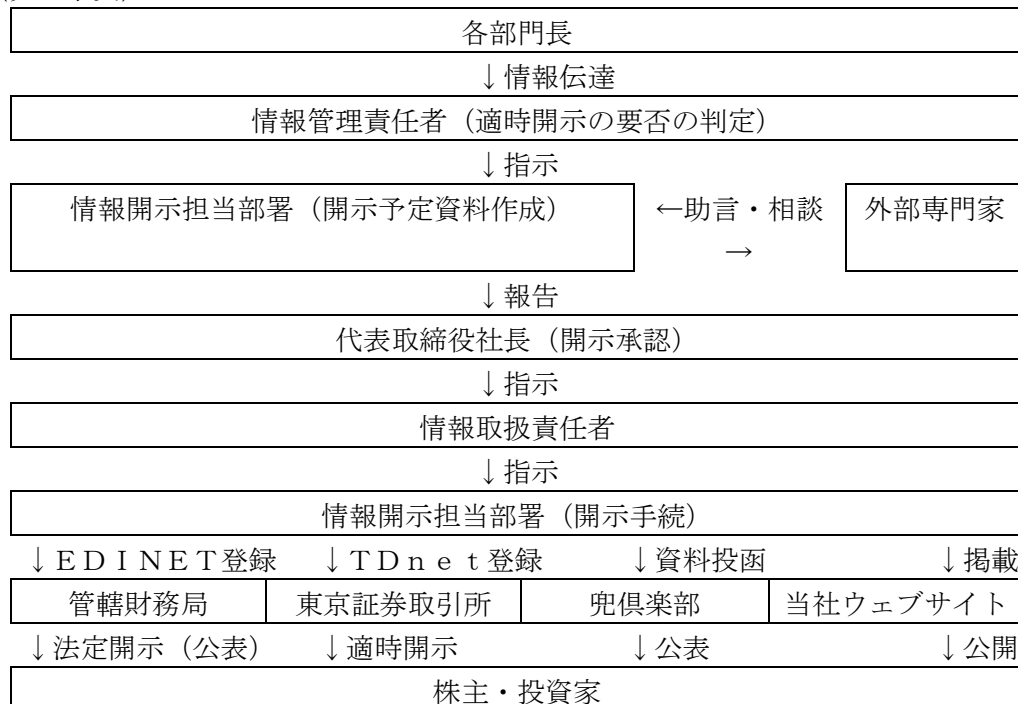 各部門長
↓情報伝達
情報管理責任者（適時開示の要否の判定）
↓指示
情報開示担当部署（開示予定資料作成） ←助言・相談 外部専門家
→
↓報告
代表取締役社長（開示承認）
↓指示
情報取扱責任者
↓指示
情報開示担当部署（開示手続）
↓ＥＤＩＮＥＴ登録 ↓ＴＤｎｅｔ登録 ↓資料投函 ↓掲載
管轄財務局 東京証券取引所 兜倶楽部 当社ウェブサイト
↓法定開示（公表） ↓適時開示 ↓公表 ↓公開
株主・投資家